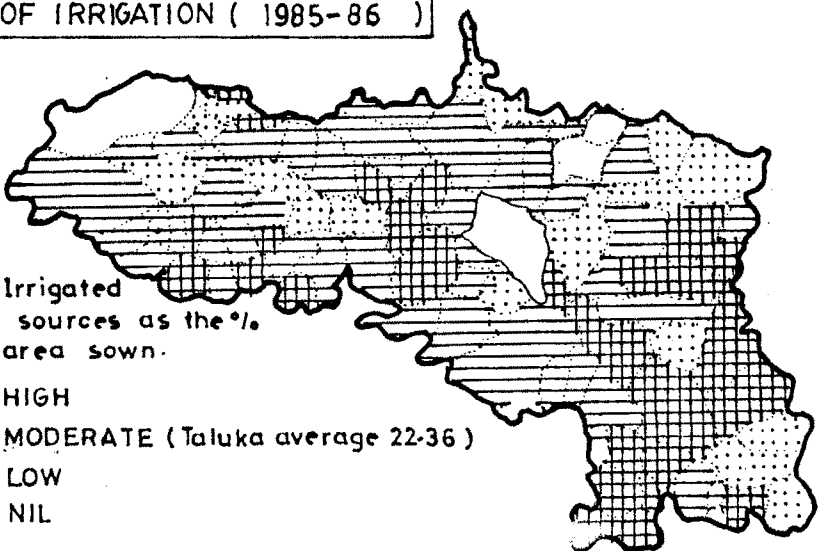 OF IRRIGATION ( 1985-86 )
Irrigated
sources as the %
area sown.
HIGH
MODERATE (Taluka average 22.36)
LOW
NIL